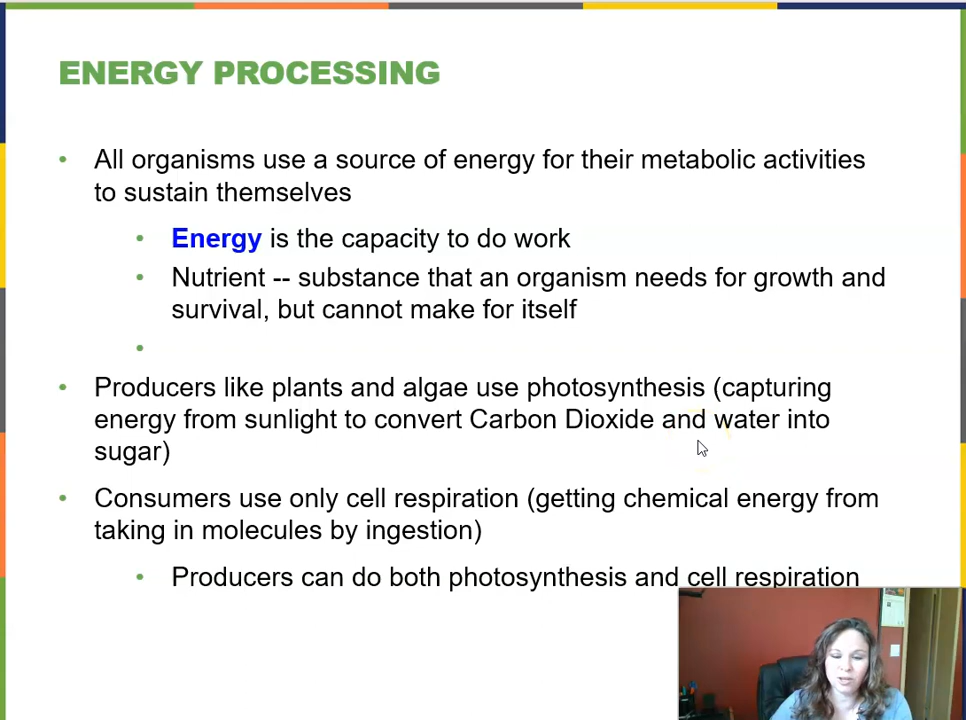 ENERGY PROCESSING
• All organisms use a source of energy for their metabolic activities
to sustain themselves
• Energy is the capacity to do work
• Nutrient -- substance that an organism needs for growth and
survival, but cannot make for itself
•
• Producers like plants and algae use photosynthesis (capturing
energy from sunlight to convert Carbon Dioxide and water into
sugar)
• Consumers use only cell respiration (getting chemical energy from
taking in molecules by ingestion)
• Producers can do both photosynthesis and cell respiration